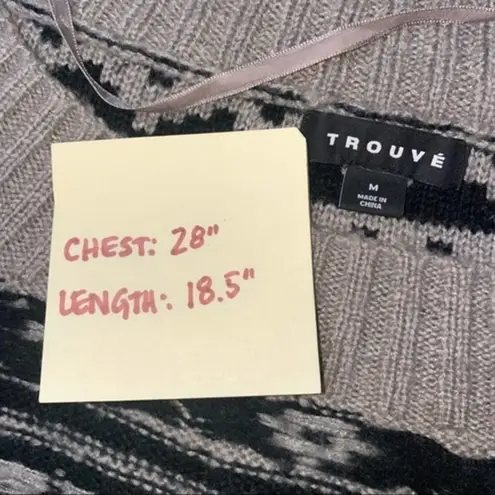 TROUVÉ
M
MADE IN
CHINA
CHEST: 28"
LENGTH: 18.5"